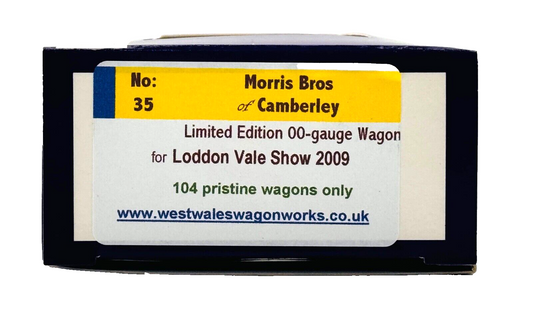 No: Morris Bros
35 of Camberley
Limited Edition 00-gauge Wagon
for Loddon Vale Show 2009
104 pristine wagons only
www.westwaleswagonworks.co.uk